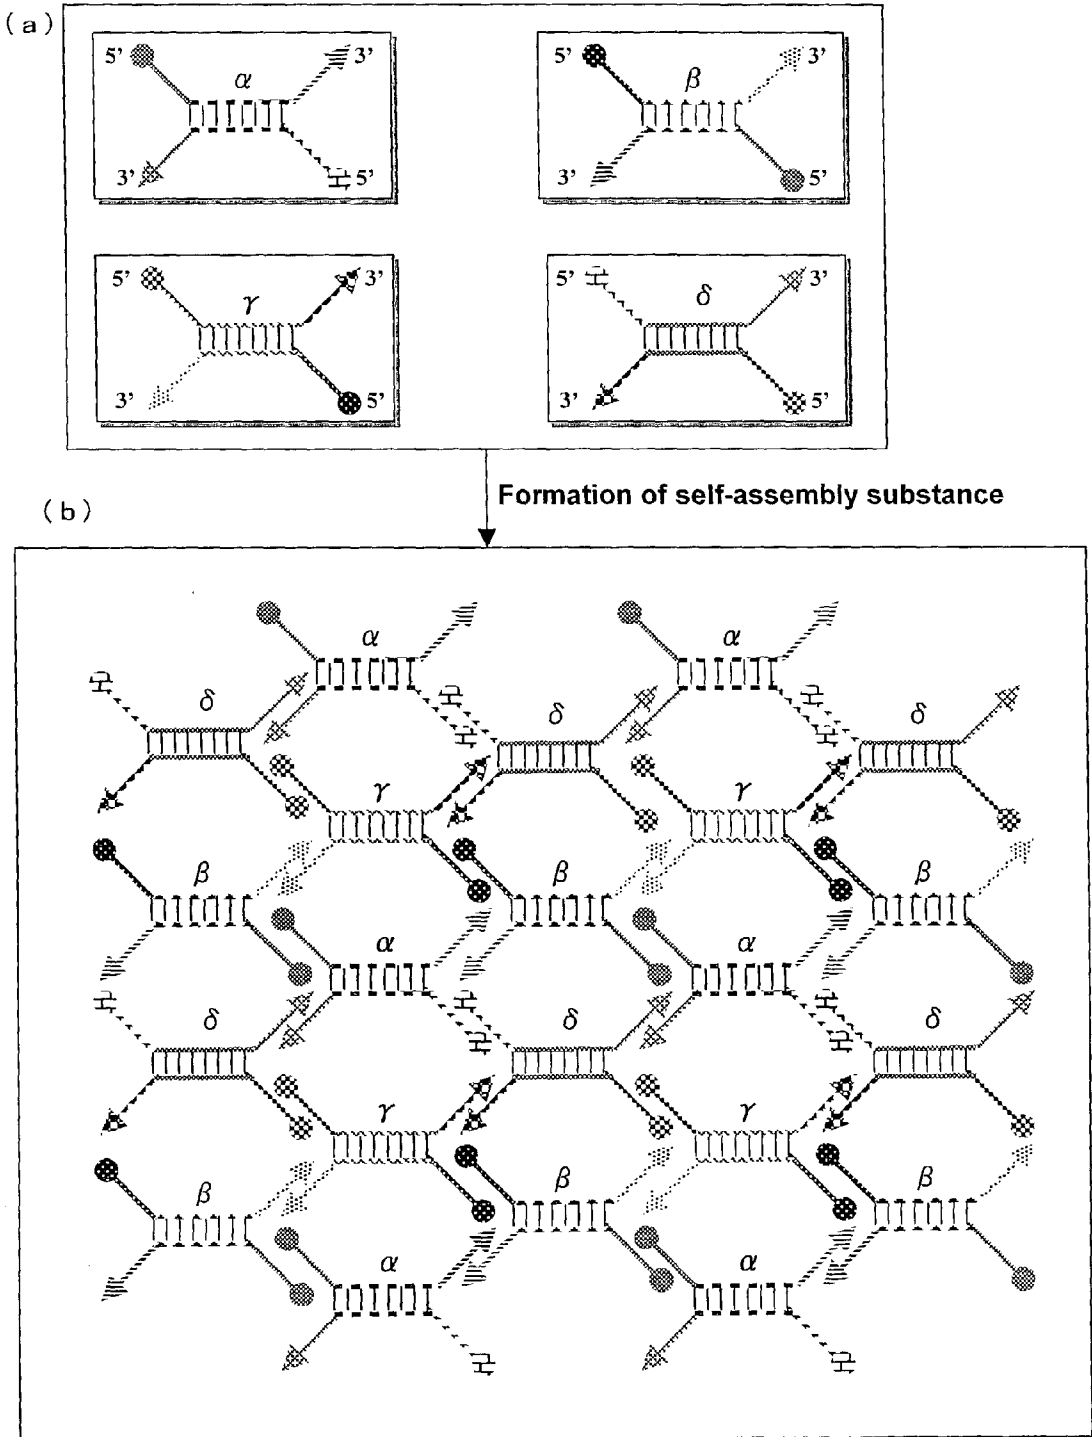 (a)
5' 3' 5' 3'
α β
3' 5' 3' 5'
5' 3' 5' 3'
γ δ
3' 5' 3' 5'
Formation of self-assembly substance
(b)
α α
δ δ δ
γ γ
β β β
α α
δ δ δ
γ γ
β β β
α α